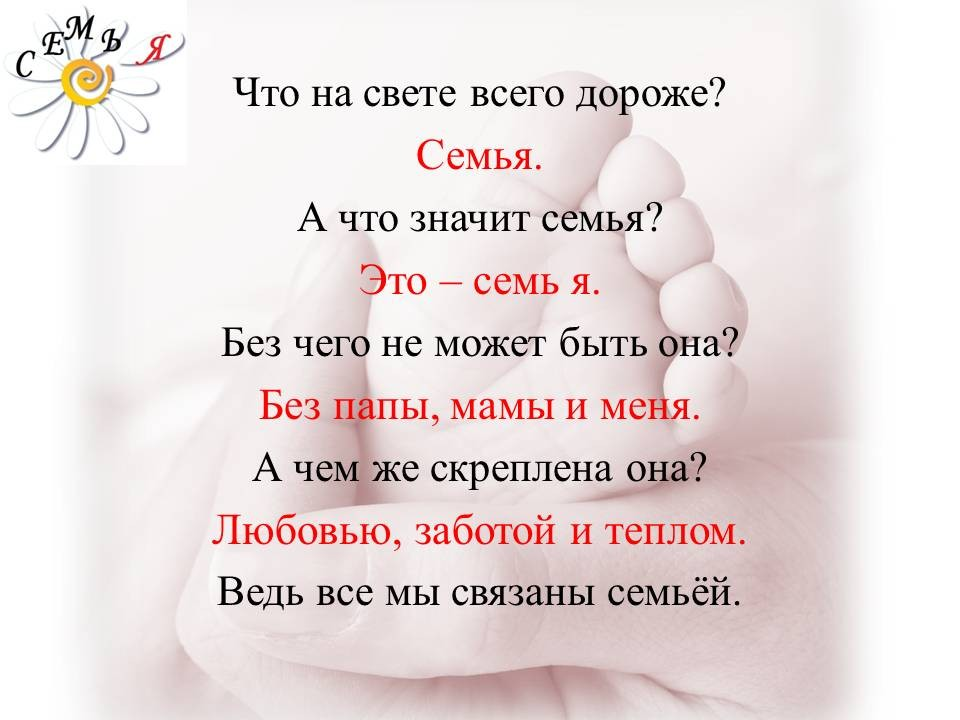 СЕМЬЯ
Что на свете всего дороже?
Семья.
А что значит семья?
Это – семь я.
Без чего не может быть она?
Без папы, мамы и меня.
А чем же скреплена она?
Любовью, заботой и теплом.
Ведь все мы связаны семьёй.